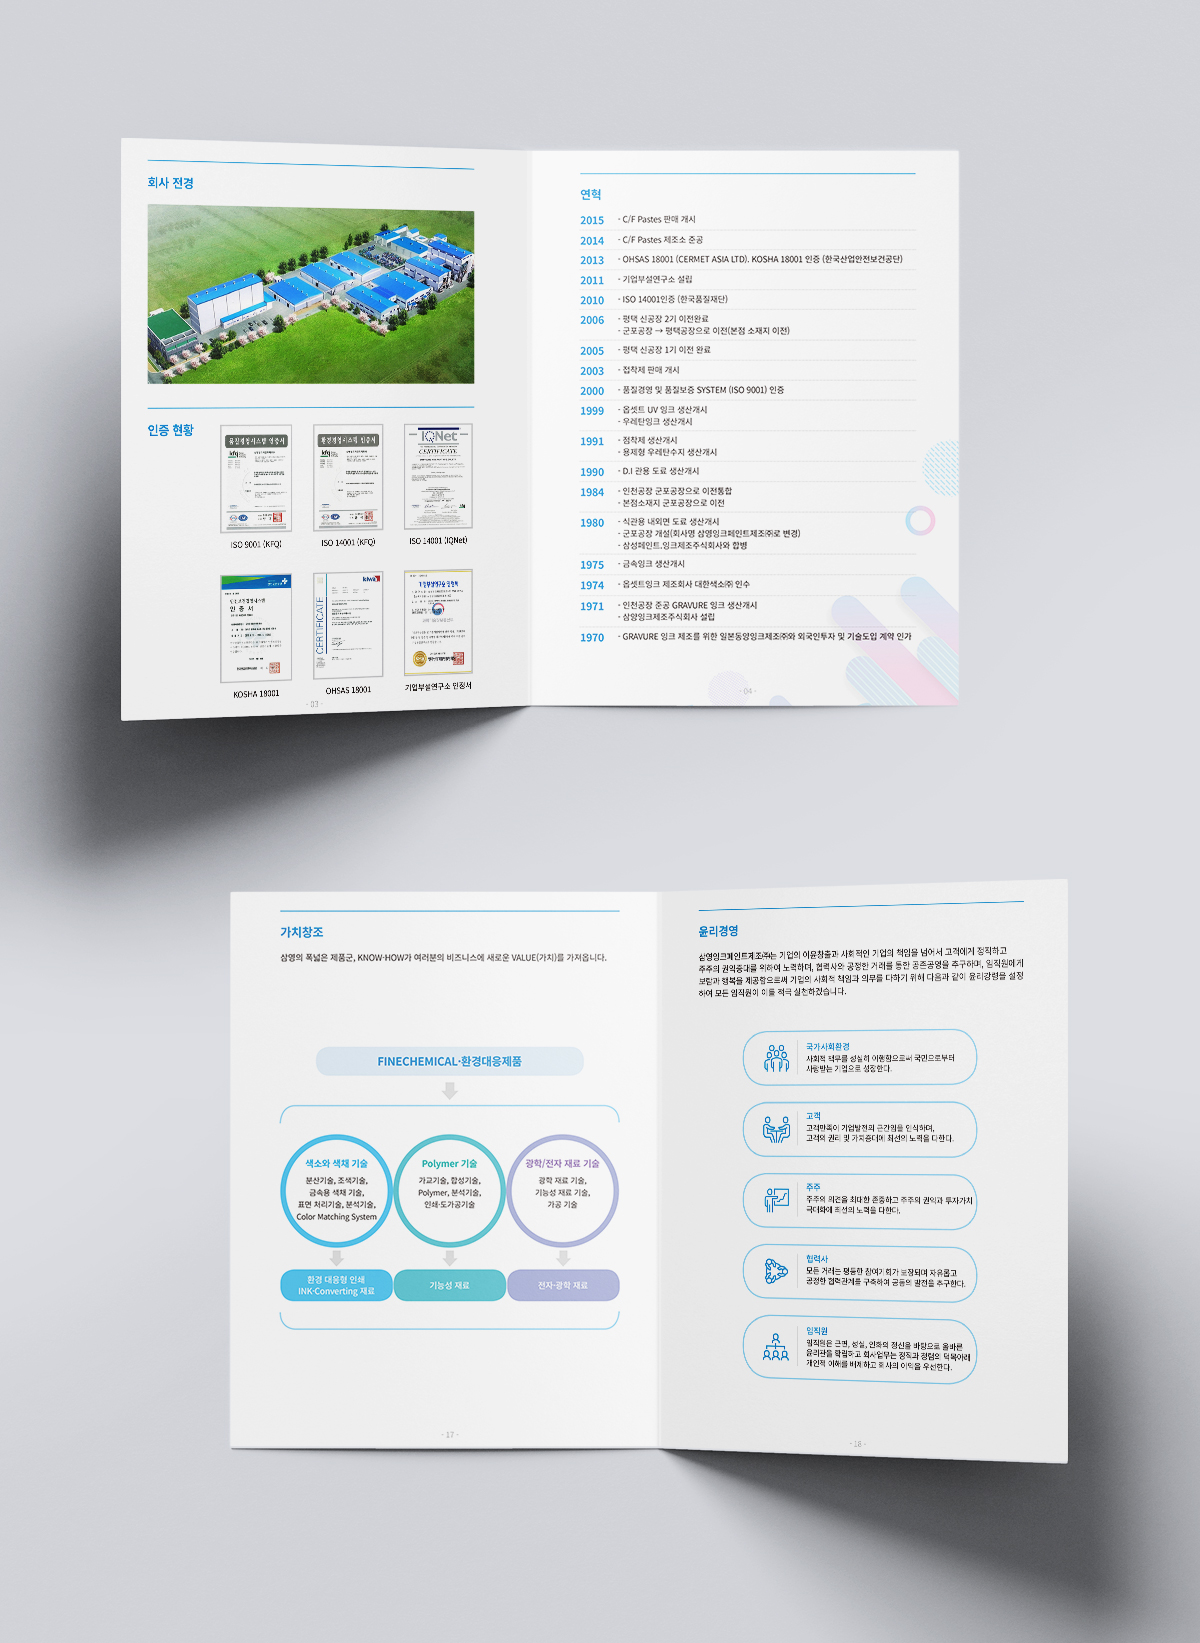 회사 전경
인증 현황
품질경영시스템 인증서
kfq
환경경영시스템 인증서
kfq
IQNet
CERTIFICATE
ISO 9001 (KFQ)
ISO 14001 (KFQ)
ISO 14001 (IQNet)
인 증 서
kiwa
CERTIFICATE
KOSHA 18001
OHSAS 18001
기업부설연구소 인정서
- 03 -
연혁
2015 - C/F Pastes 판매 개시
2014 - C/F Pastes 제조소 준공
2013 - OHSAS 18001 (CERMET ASIA LTD). KOSHA 18001 인증 (한국산업안전보건공단)
2011 - 기업부설연구소 설립
2010 - ISO 14001인증 (한국품질재단)
2006 - 평택 신공장 2기 이전완료
- 군포공장 → 평택공장으로 이전(본점 소재지 이전)
2005 - 평택 신공장 1기 이전 완료
2003 - 접착제 판매 개시
2000 - 품질경영 및 품질보증 SYSTEM (ISO 9001) 인증
1999 - 옵셋트 UV 잉크 생산개시
- 우레탄잉크 생산개시
1991 - 점착제 생산개시
- 용제형 우레탄수지 생산개시
1990 - D.I 관용 도료 생산개시
1984 - 인천공장 군포공장으로 이전통합
- 본점소재지 군포공장으로 이전
1980 - 식관용 내외면 도료 생산개시
- 군포공장 개설(회사명 삼영잉크페인트제조㈜로 변경)
- 삼성페인트.잉크제조주식회사와 합병
1975 - 금속잉크 생산개시
1974 - 옵셋트잉크 제조회사 대한색소㈜ 인수
1971 - 인천공장 준공 GRAVURE 잉크 생산개시
- 삼양잉크제조주식회사 설립
1970 - GRAVURE 잉크 제조를 위한 일본동양잉크제조㈜와 외국인투자 및 기술도입 계약 인가
- 04 -
가치창조
삼영의 폭넓은 제품군, KNOW-HOW가 여러분의 비즈니스에 새로운 VALUE(가치)를 가져옵니다.
FINECHEMICAL·환경대응제품
색소와 색채 기술
분산기술, 조색기술,
금속용 색채 기술,
표면 처리기술, 분석기술,
Color Matching System
Polymer 기술
가교기술, 합성기술,
Polymer, 분석기술,
인쇄·도가공기술
광학/전자 재료 기술
광학 재료 기술,
기능성 재료 기술,
가공 기술
환경 대응형 인쇄
INK·Converting 재료
기능성 재료
전자·광학 재료
- 17 -
윤리경영
삼영잉크페인트제조㈜는 기업의 이윤창출과 사회적인 기업의 책임을 넘어서 고객에게 정직하고
주주의 권익증대를 위하여 노력하며, 협력사와 공정한 거래를 통한 공존공영을 추구하며, 임직원에게
보람과 행복을 제공함으로써 기업의 사회적 책임과 의무를 다하기 위해 다음과 같이 윤리강령을 설정
하여 모든 임직원이 이를 적극 실천하겠습니다.
국가사회환경
사회적 책무를 성실히 이행함으로써 국민으로부터
사랑받는 기업으로 성장한다.
고객
고객만족이 기업발전의 근간임을 인식하며,
고객의 권리 및 가치증대에 최선의 노력을 다한다.
주주
주주의 의견을 최대한 존중하고 주주의 권익과 투자가치
극대화에 최선의 노력을 다한다.
협력사
모든 거래는 평등한 참여기회가 보장되며 자유롭고
공정한 협력관계를 구축하여 공동의 발전을 추구한다.
임직원
임직원은 근면, 성실, 인화의 정신을 바탕으로 올바른
윤리관을 확립하고 회사업무는 정직과 청렴의 덕목아래
개인적 이해를 배제하고 회사의 이익을 우선한다.
- 18 -